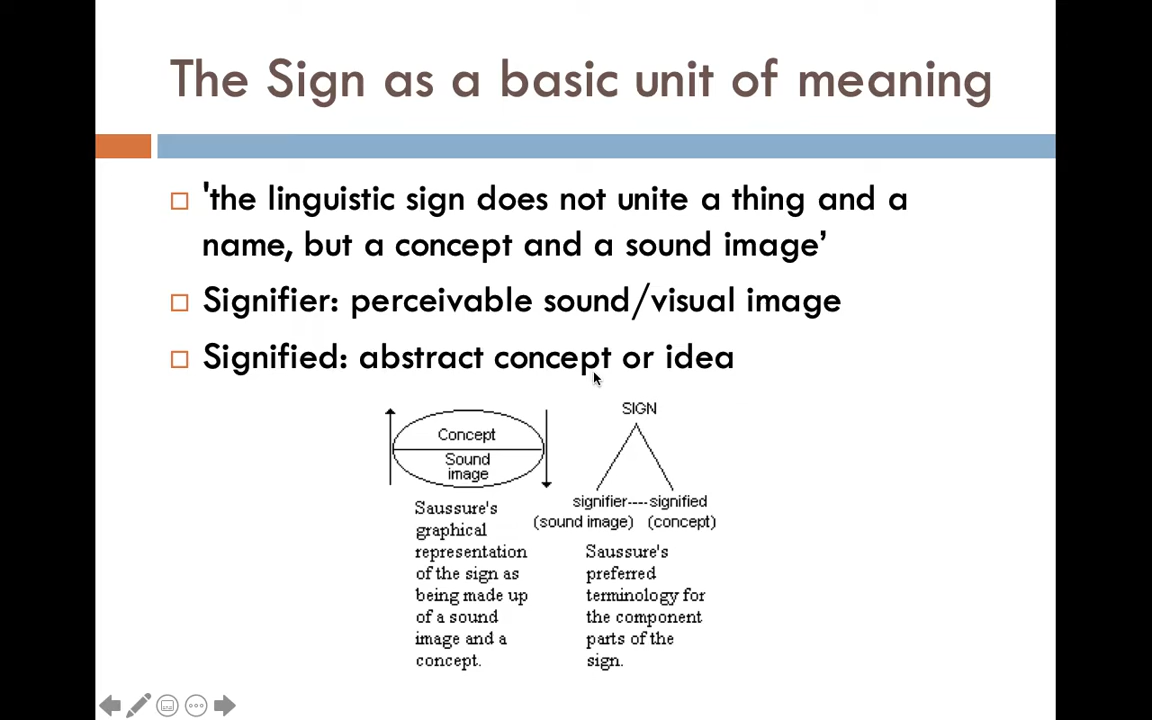 The Sign as a basic unit of meaning
'the linguistic sign does not unite a thing and a
name, but a concept and a sound image’
Signifier: perceivable sound/visual image
Signified: abstract concept or idea
Concept
Sound
image
Saussure's
graphical
representation
of the sign as
being made up
of a sound
image and a
concept.
SIGN
signifier----signified
(sound image) (concept)
Saussure's
preferred
terminology for
the component
parts of the
sign.